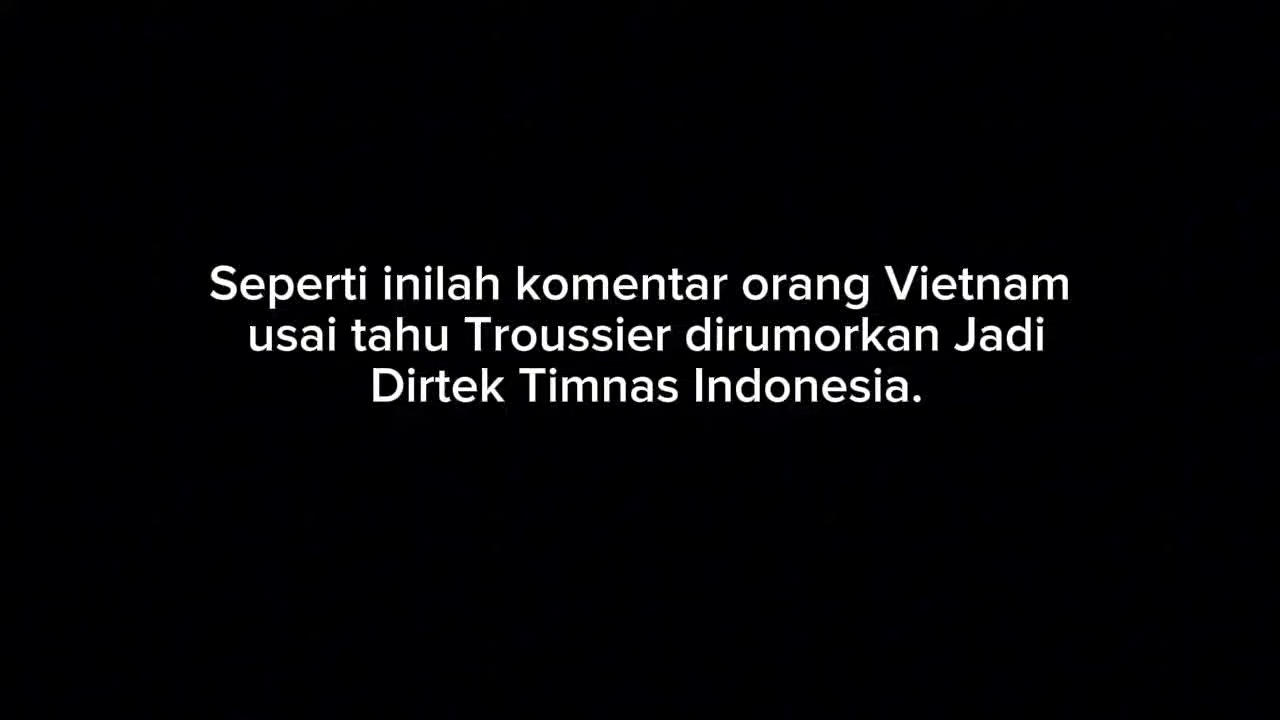 Seperti inilah komentar orang Vietnam
usai tahu Troussier dirumorkan Jadi
Dirtek Timnas Indonesia.